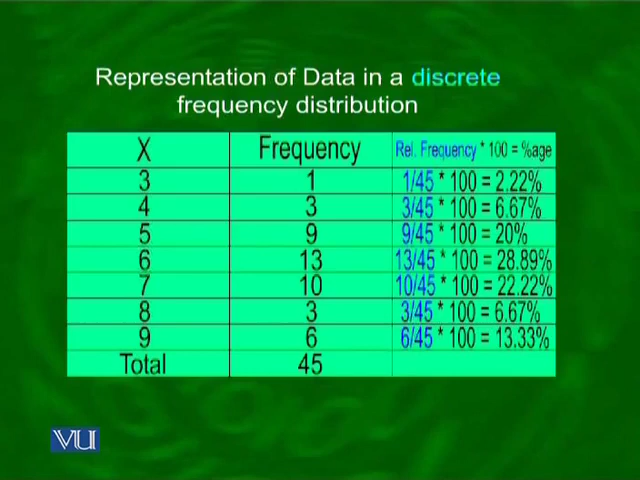 Representation of Data in a discrete
frequency distribution
X Frequency Rel. Frequency * 100 = %age
3 1 1/45 * 100 = 2.22%
4 3 3/45 * 100 = 6.67%
5 9 9/45 * 100 = 20%
6 13 13/45 * 100 = 28.89%
7 10 10/45 * 100 = 22.22%
8 3 3/45 * 100 = 6.67%
9 6 6/45 * 100 = 13.33%
Total 45
VU